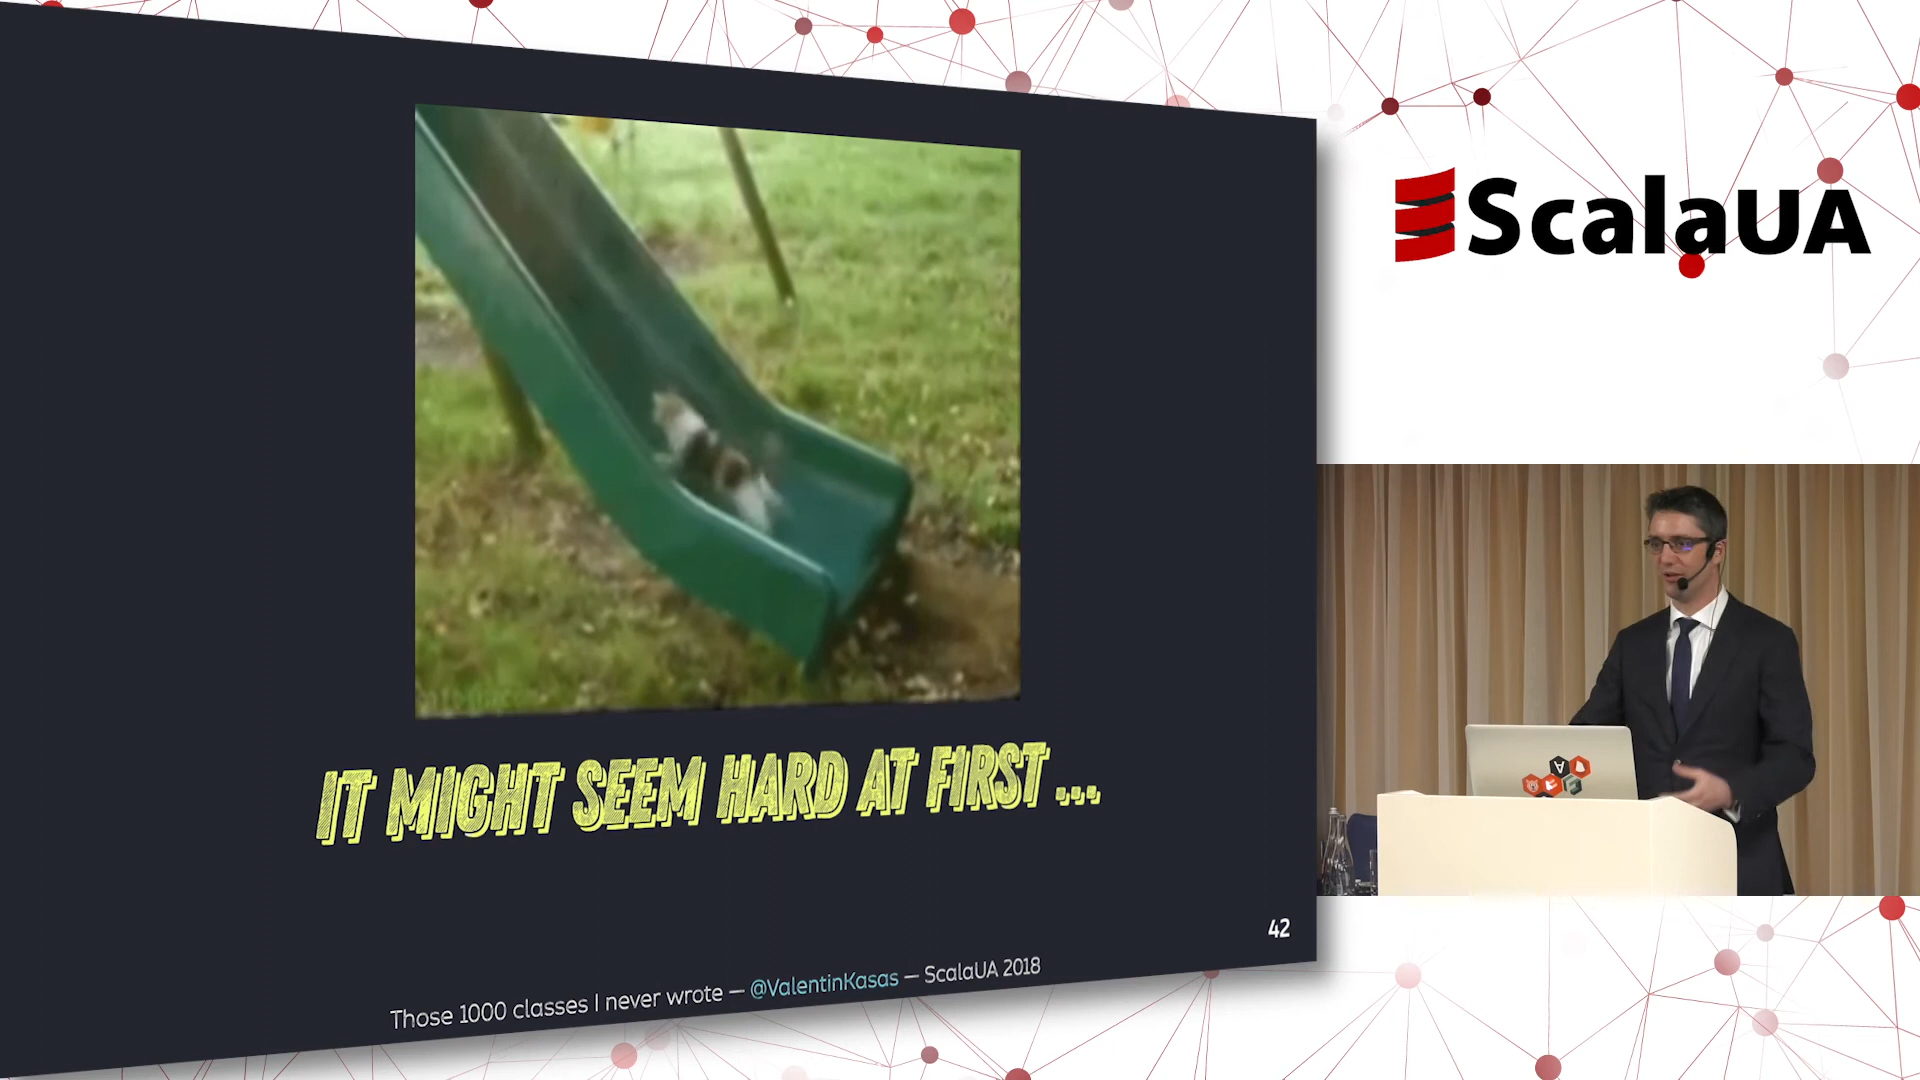 ScalaUA
IT MIGHT SEEM HARD AT FIRST ...
42
Those 1000 classes I never wrote — @ValentinKasas — ScalaUA 2018